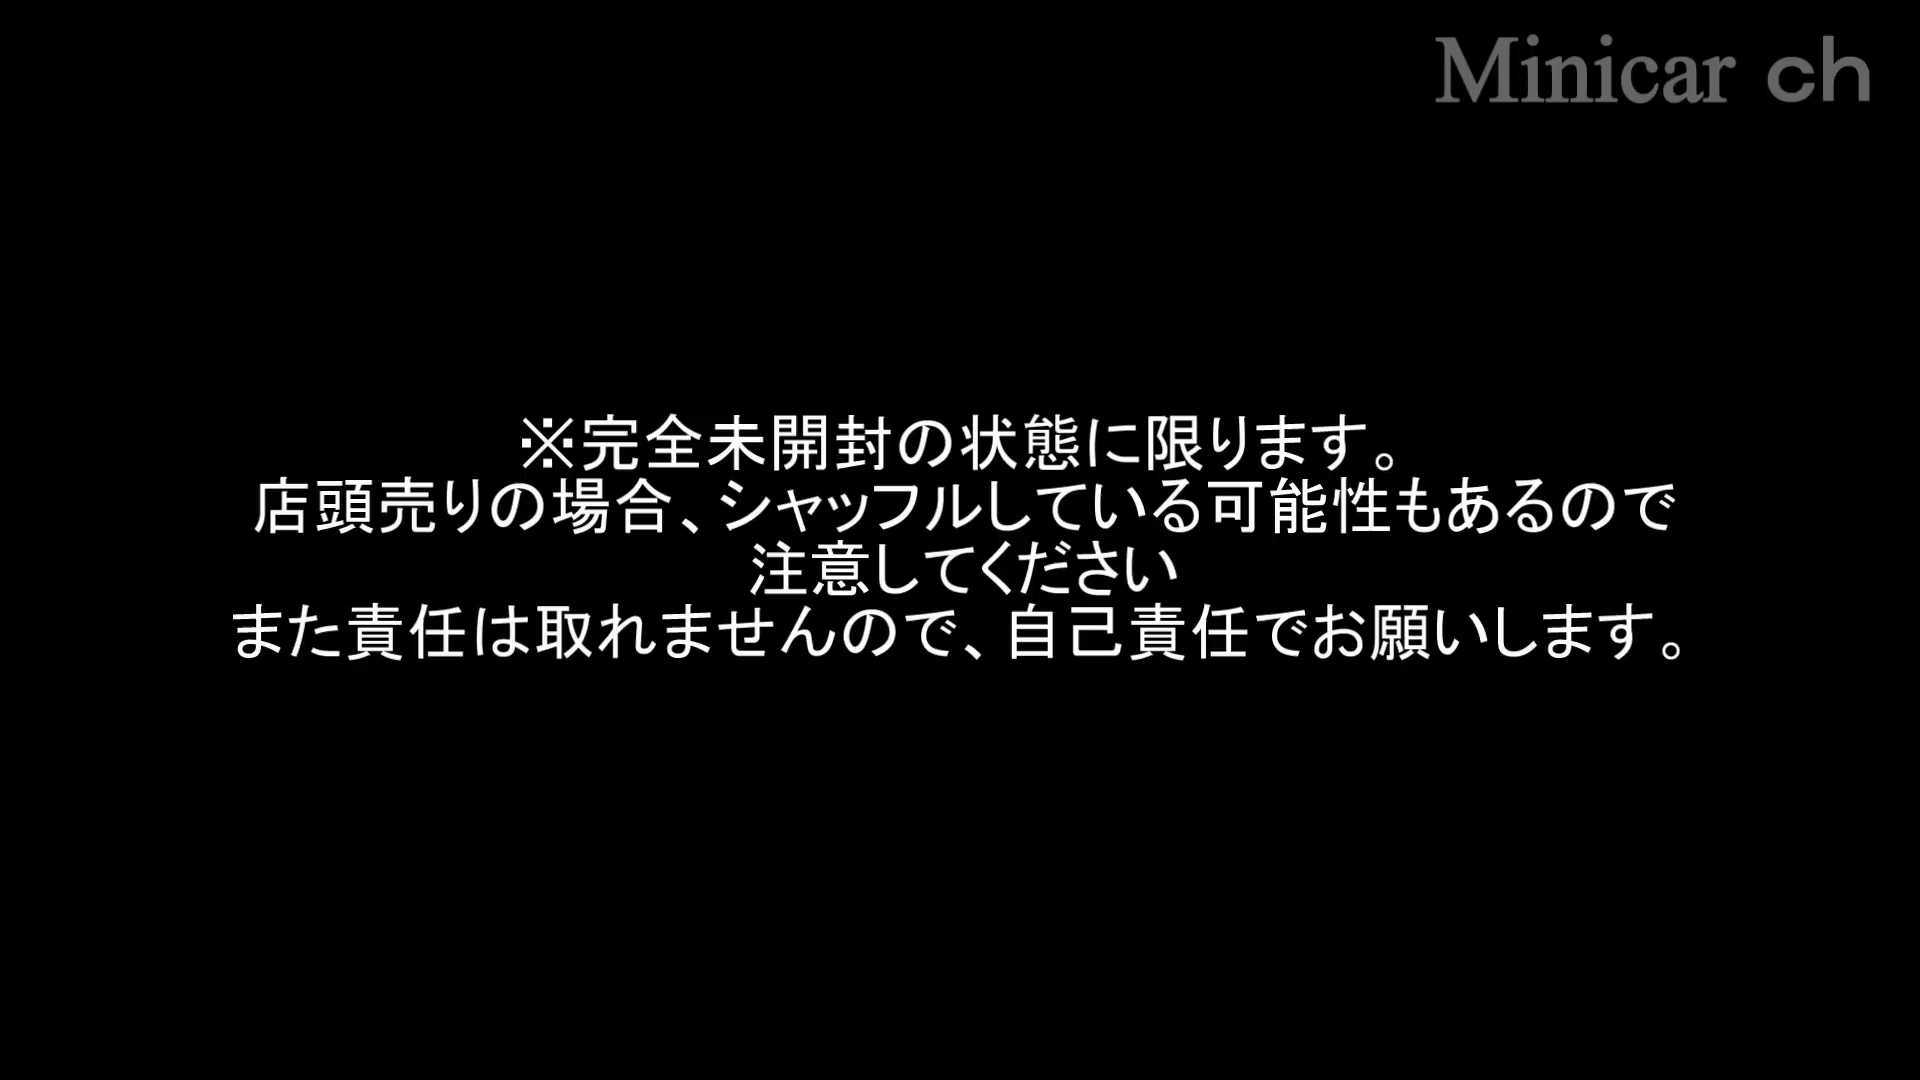 Minicar ch
※完全未開封の状態に限ります。
店頭売りの場合、シャッフルしている可能性もあるので
注意してください
また責任は取れませんので、自己責任でお願いします。